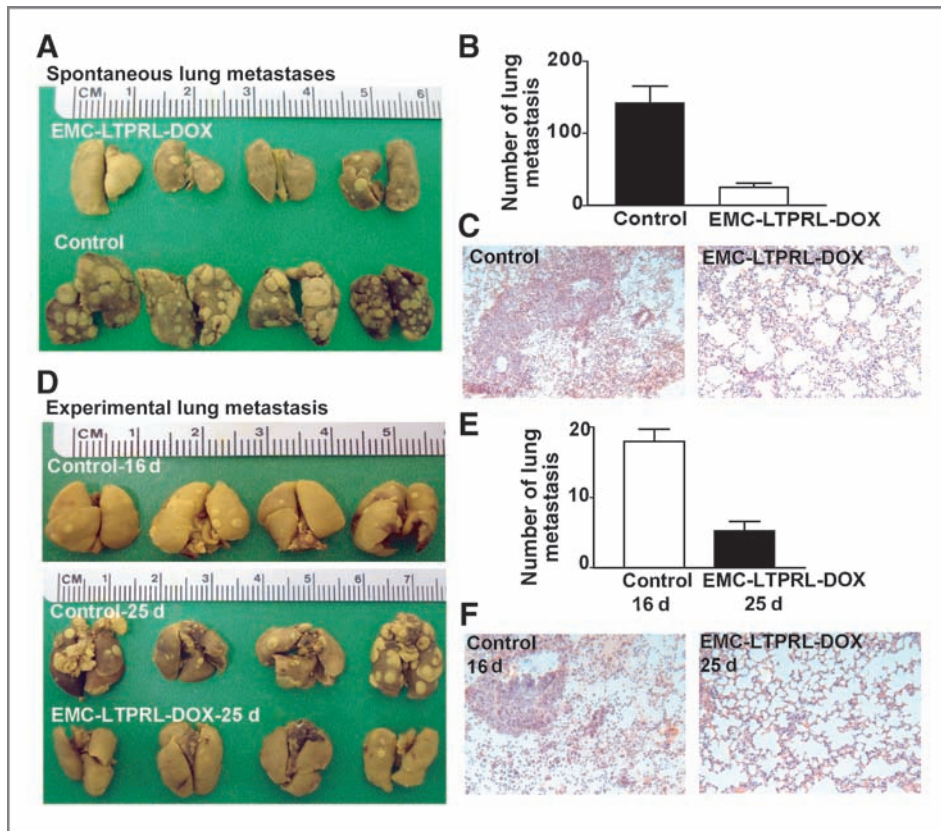 A
Spontaneous lung metastases
CM 1 2 3 4 5 6
EMC-LTPRL-DOX
Control
B
Number of lung
metastasis
200
100
0
Control EMC-LTPRL-DOX
C
Control
EMC-LTPRL-DOX
D
Experimental lung metastasis
CM 1 2 3 4 5
Control-16 d
CM 1 2 3 4 5 6 7
Control-25 d
EMC-LTPRL-DOX-25 d
E
Number of lung
metastasis
20
10
0
Control EMC-LTPRL-DOX
16 d 25 d
F
Control
16 d
EMC-LTPRL-DOX
25 d